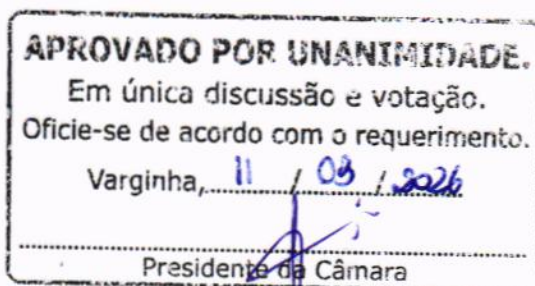 APROVADO POR UNANIMIDADE.
Em única discussão e votação.
Oficie-se de acordo com o requerimento.
Varginha, 11 / 03 / 2026
Presidente da Câmara